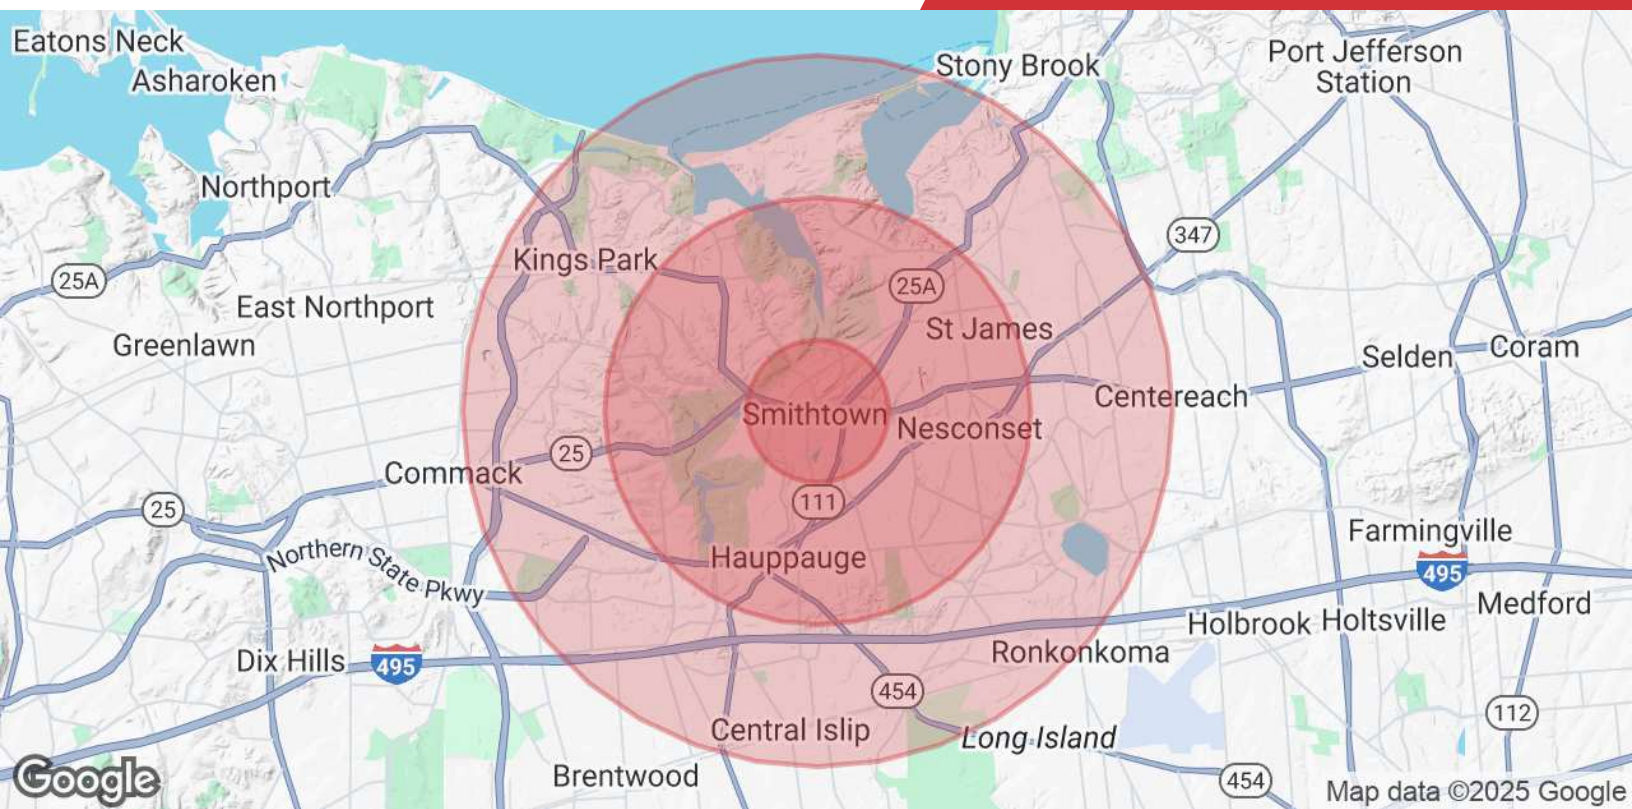 Eatons Neck
Asharoken
Stony Brook
Port Jefferson
Station
Northport
347
Kings Park
25A
25A
East Northport
St James
Greenlawn
Selden
Coram
Centereach
Smithtown
Nesconset
25
Commack
111
25
Farmingville
Northern State Pkwy
Hauppauge
495
Medford
Holbrook
Holtsville
Dix Hills
495
Ronkonkoma
454
112
Central Islip
Long Island
Brentwood
454
Google
Map data ©2025 Google